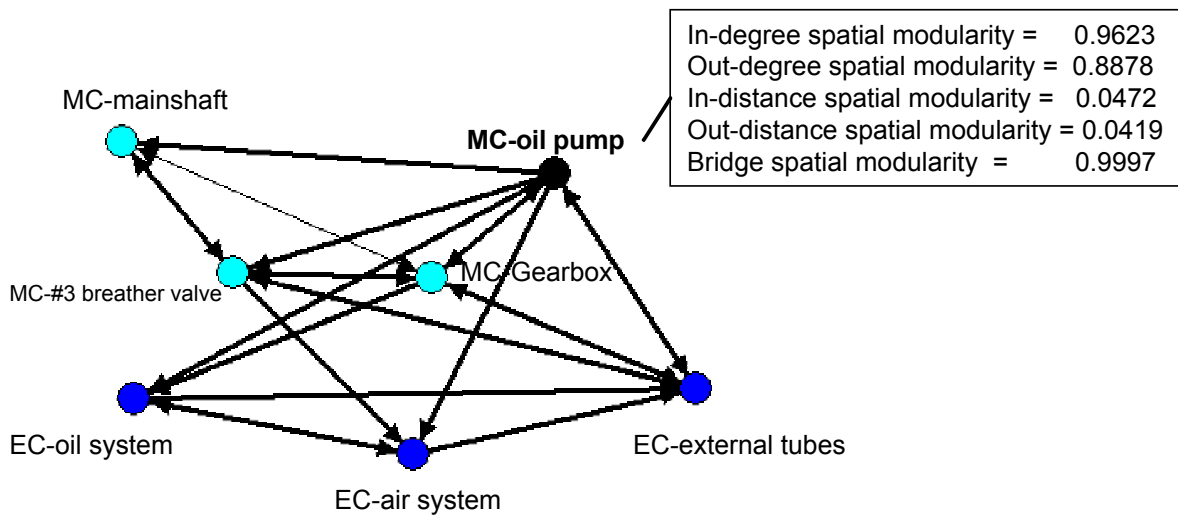 In-degree spatial modularity = 0.9623
Out-degree spatial modularity = 0.8878
In-distance spatial modularity = 0.0472
Out-distance spatial modularity = 0.0419
Bridge spatial modularity = 0.9997
MC-mainshaft
MC-oil pump
MC-Gearbox
MC-#3 breather valve
EC-oil system
EC-external tubes
EC-air system